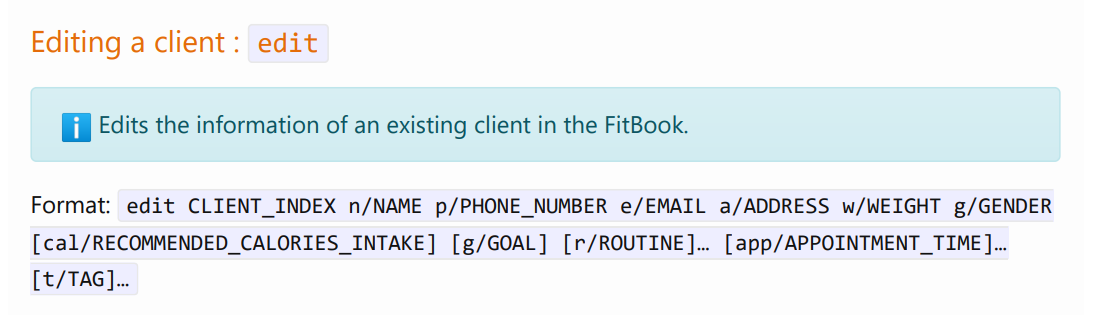 Editing a client : edit
Edits the information of an existing client in the FitBook.
Format: edit CLIENT_INDEX n/NAME p/PHONE_NUMBER e/EMAIL a/ADDRESS w/WEIGHT g/GENDER
[cal/RECOMMENDED_CALORIES_INTAKE] [g/GOAL] [r/ROUTINE]… [app/APPOINTMENT_TIME]…
[t/TAG]…